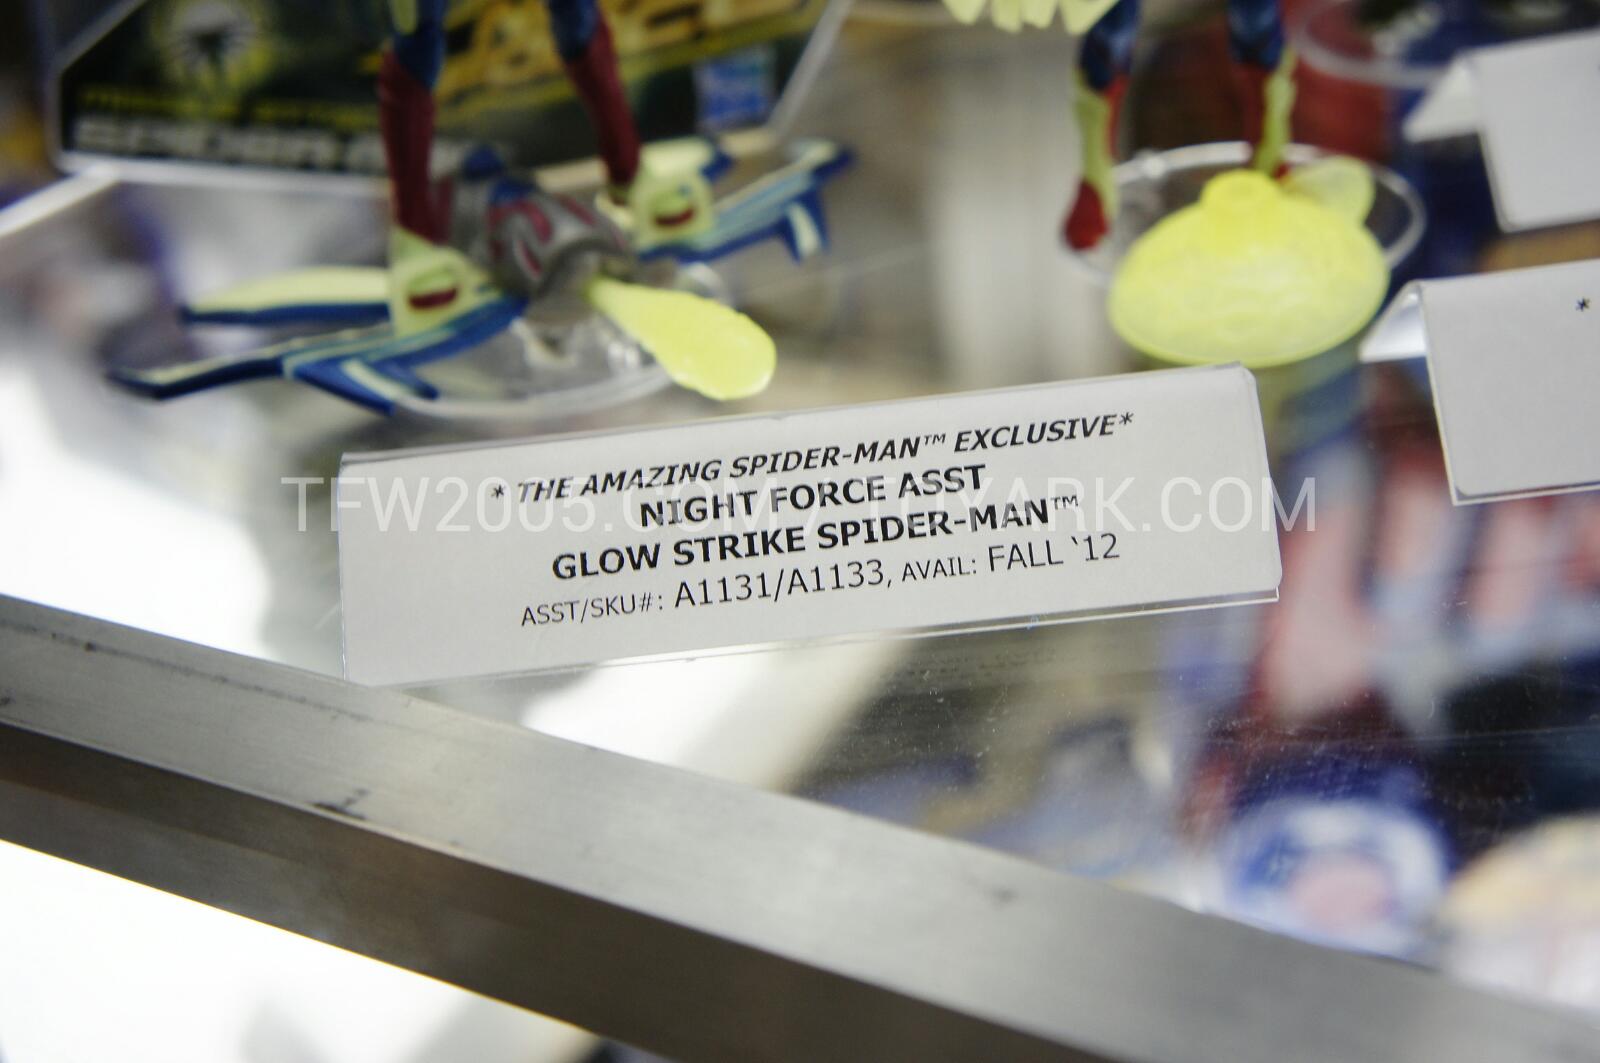 * THE AMAZING SPIDER-MAN™ EXCLUSIVE*
NIGHT FORCE ASST
GLOW STRIKE SPIDER-MAN™
ASST/SKU#: A1131/A1133, AVAIL: FALL ‘12
TFW2005.COM / TOYARK.COM
*